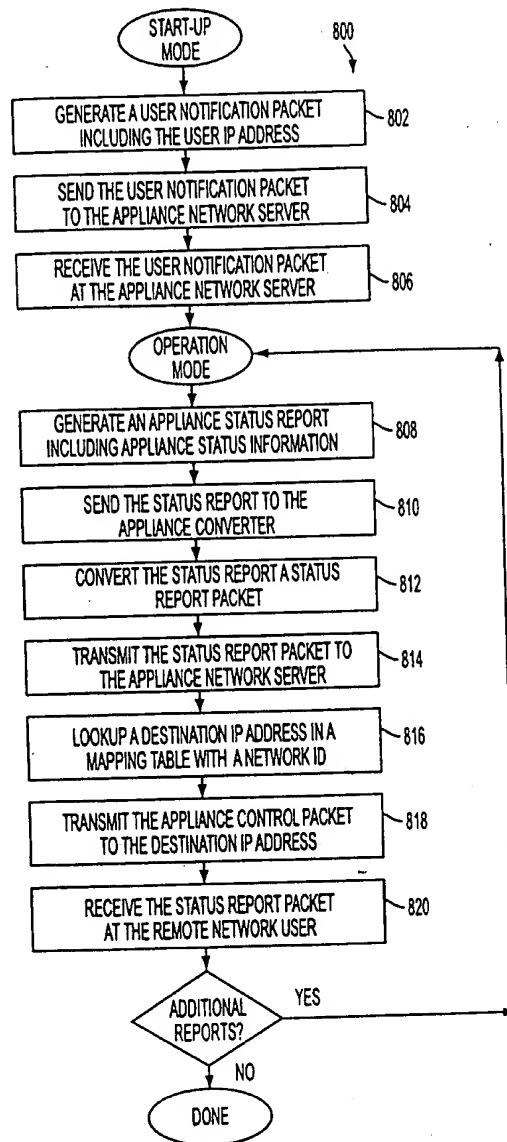 START-UP
MODE
800
GENERATE A USER NOTIFICATION PACKET
INCLUDING THE USER IP ADDRESS
802
SEND THE USER NOTIFICATION PACKET
TO THE APPLIANCE NETWORK SERVER
804
RECEIVE THE USER NOTIFICATION PACKET
AT THE APPLIANCE NETWORK SERVER
806
OPERATION
MODE
GENERATE AN APPLIANCE STATUS REPORT
INCLUDING APPLIANCE STATUS INFORMATION
808
SEND THE STATUS REPORT TO THE
APPLIANCE CONVERTER
810
CONVERT THE STATUS REPORT A STATUS
REPORT PACKET
812
TRANSMIT THE STATUS REPORT PACKET TO
THE APPLIANCE NETWORK SERVER
814
LOOKUP A DESTINATION IP ADDRESS IN A
MAPPING TABLE WITH A NETWORK ID
816
TRANSMIT THE APPLIANCE CONTROL PACKET
TO THE DESTINATION IP ADDRESS
818
RECEIVE THE STATUS REPORT PACKET
AT THE REMOTE NETWORK USER
820
ADDITIONAL
REPORTS?
YES
NO
DONE